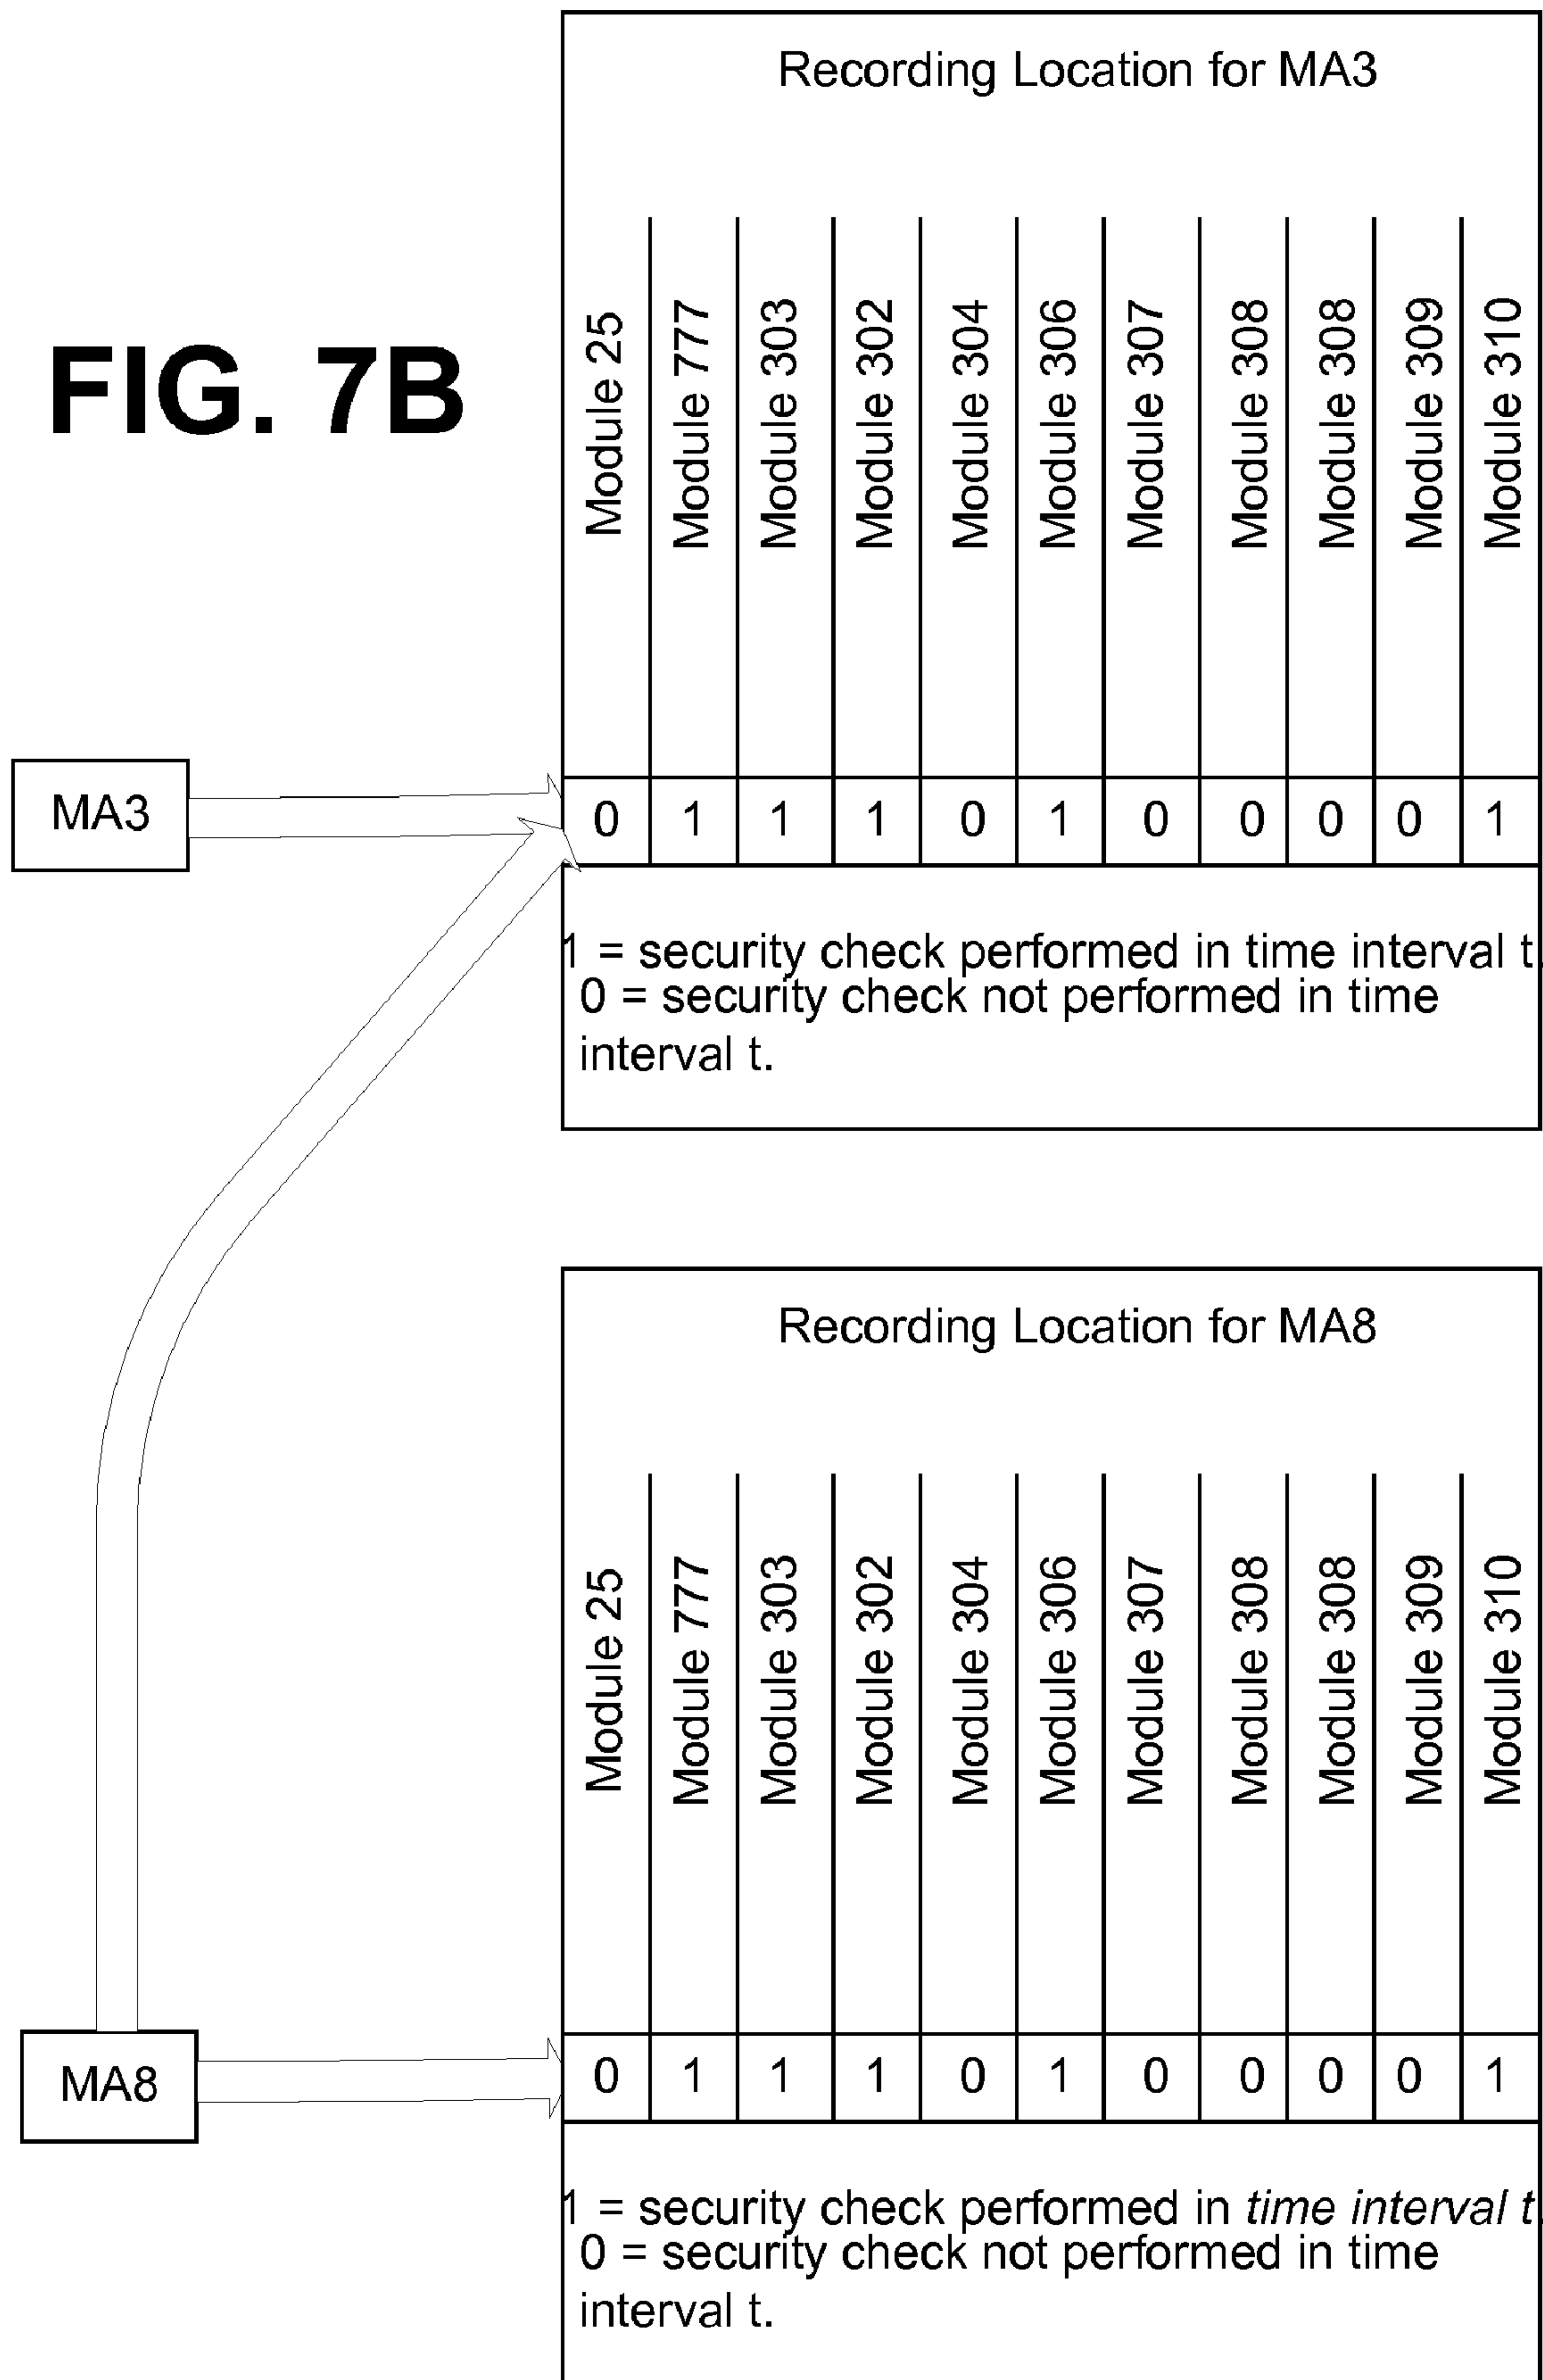 Recording Location for MA3
FIG. 7B
Module 25
Module 777
Module 303
Module 302
Module 304
Module 306
Module 307
Module 308
Module 308
Module 309
Module 310
MA3
0 1 1 1 0 1 0 0 0 0 1
1 = security check performed in time interval t.
0 = security check not performed in time
interval t.
Recording Location for MA8
Module 25
Module 777
Module 303
Module 302
Module 304
Module 306
Module 307
Module 308
Module 308
Module 309
Module 310
MA8
0 1 1 1 0 1 0 0 0 0 1
1 = security check performed in time interval t.
0 = security check not performed in time
interval t.